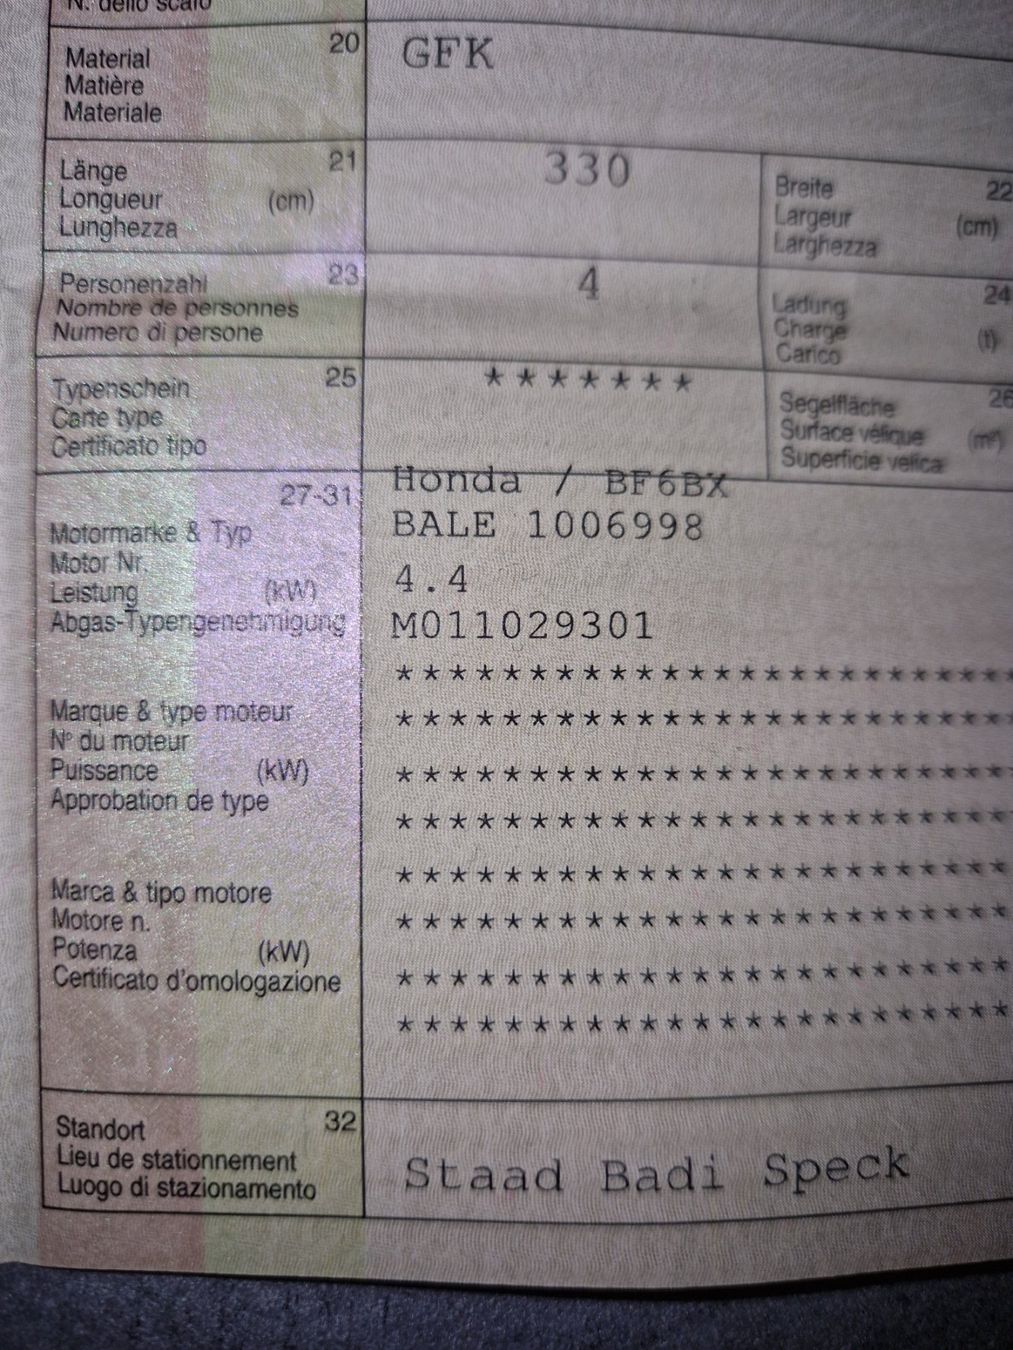 N. dello scafo
Material 20 GFK
Matière
Materiale
Länge 21 330 Breite 22
Longueur (cm) Largeur (cm)
Lunghezza Larghezza
Personenzahl 23 4 Ladung 24
Nombre de personnes Charge (t)
Numero di persone Carico
Typenschein 25 ******* Segelfläche 26
Carte type Surface vélique (m²)
Certificato tipo Superficie velica
27-31 Honda / BF6BX
Motormarke & Typ BALE 1006998
Motor Nr.
Leistung (kW) 4.4
Abgas-Typengenehmigung M011029301
***********************
Marque & type moteur ***********************
N° du moteur
Puissance (kW) ***********************
Approbation de type ***********************
Marca & tipo motore ***********************
Motore n. ***********************
Potenza (kW)
Certificato d'omologazione ***********************
***********************
Standort 32
Lieu de stationnement Staad Badi Speck
Luogo di stazionamento